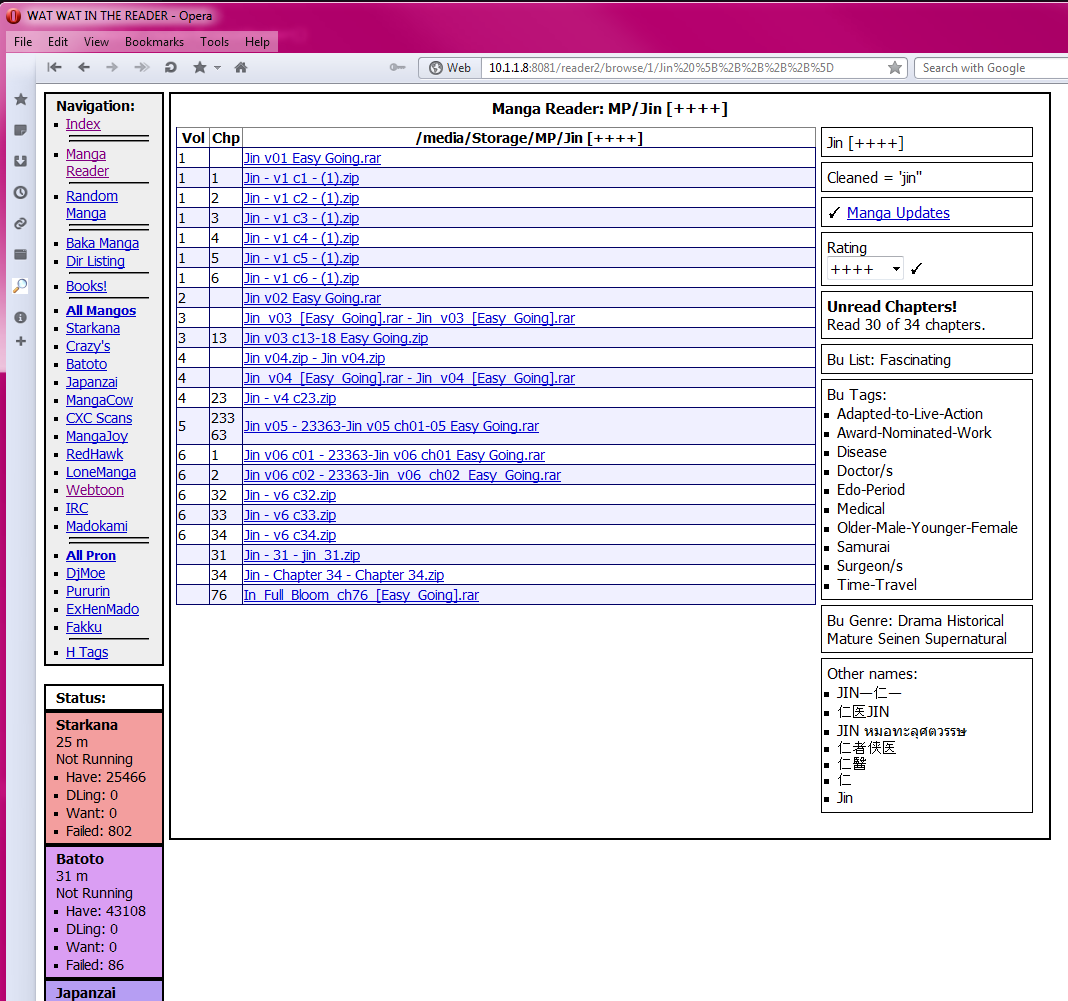 WAT WAT IN THE READER - Opera
File Edit View Bookmarks Tools Help
Web 10.1.1.8:8081/reader2/browse/1/Jin%20%5B%2B%2B%2B%2B%5D Search with Google
Navigation:
Index
Manga
Reader
Random
Manga
Baka Manga
Dir Listing
Books!
All Mangos
Starkana
Crazy's
Batoto
Japanzai
MangaCow
CXC Scans
MangaJoy
RedHawk
LoneManga
Webtoon
IRC
Madokami
All Pron
DjMoe
Pururin
ExHenMado
Fakku
H Tags
Status:
Starkana
25 m
Not Running
Have: 25466
DLing: 0
Want: 0
Failed: 802
Batoto
31 m
Not Running
Have: 43108
DLing: 0
Want: 0
Failed: 86
Japanzai
Manga Reader: MP/Jin [++++]
Vol Chp /media/Storage/MP/Jin [++++]
1 Jin v01 Easy Going.rar
1 1 Jin - v1 c1 - (1).zip
1 2 Jin - v1 c2 - (1).zip
1 3 Jin - v1 c3 - (1).zip
1 4 Jin - v1 c4 - (1).zip
1 5 Jin - v1 c5 - (1).zip
1 6 Jin - v1 c6 - (1).zip
2 Jin v02 Easy Going.rar
3 Jin_v03_[Easy_Going].rar - Jin_v03_[Easy_Going].rar
3 13 Jin v03 c13-18 Easy Going.zip
4 Jin v04.zip - Jin v04.zip
4 Jin_v04_[Easy_Going].rar - Jin_v04_[Easy_Going].rar
4 23 Jin - v4 c23.zip
5 233
63 Jin v05 - 23363-Jin v05 ch01-05 Easy Going.rar
6 1 Jin v06 c01 - 23363-Jin v06 ch01 Easy Going.rar
6 2 Jin v06 c02 - 23363-Jin_v06_ch02_Easy_Going.rar
6 32 Jin - v6 c32.zip
6 33 Jin - v6 c33.zip
6 34 Jin - v6 c34.zip
31 Jin - 31 - jin_31.zip
34 Jin - Chapter 34 - Chapter 34.zip
76 In_Full_Bloom_ch76_[Easy_Going].rar
Jin [++++]
Cleaned = 'jin"
✓ Manga Updates
Rating
++++ ✓
Unread Chapters!
Read 30 of 34 chapters.
Bu List: Fascinating
Bu Tags:
Adapted-to-Live-Action
Award-Nominated-Work
Disease
Doctor/s
Edo-Period
Medical
Older-Male-Younger-Female
Samurai
Surgeon/s
Time-Travel
Bu Genre: Drama Historical
Mature Seinen Supernatural
Other names:
JIN―仁―
仁医JIN
JIN หมอทะลุศตวรรษ
仁者侠医
仁醫
仁
Jin